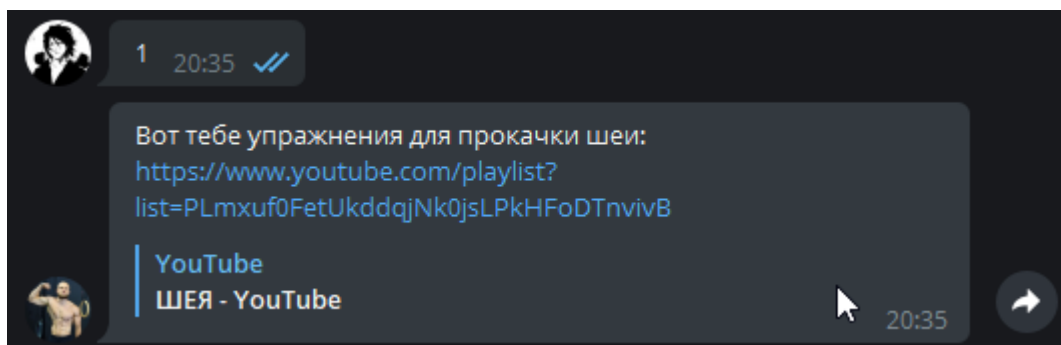 1 20:35
Вот тебе упражнения для прокачки шеи:
https://www.youtube.com/playlist?
list=PLmxuf0FetUkddqjNk0jsLPkHFoDTnvivB
YouTube
ШЕЯ - YouTube
20:35